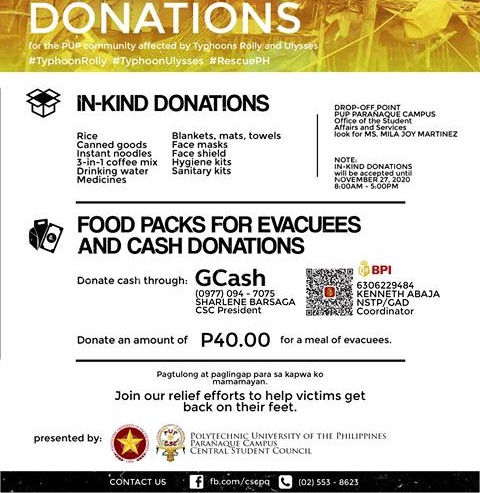 DONATIONS
for the PUP community affected by Typhoons Rolly and Ulysses
#TyphoonRolly #TyphoonUlysses #RescuePH
IN-KIND DONATIONS
Rice
Canned goods
Instant noodles
3-in-1 coffee mix
Drinking water
Medicines
Blankets, mats, towels
Face masks
Face shield
Hygiene kits
Sanitary kits
DROP-OFF POINT
PUP PARAÑAQUE CAMPUS
Office of the Student
Affairs and Services
look for MS. MILA JOY MARTINEZ
NOTE:
IN-KIND DONATIONS
will be accepted until
NOVEMBER 27, 2020
8:00AM - 5:00PM
FOOD PACKS FOR EVACUEES
AND CASH DONATIONS
Donate cash through:
GCash
(0977) 094 - 7075
SHARLENE BARSAGA
CSC President
BPI
6306229484
KENNETH ABAJA
NSTP/GAD
Coordinator
Donate an amount of P40.00 for a meal of evacuees.
Pagtulong at paglingap para sa kapwa ko
mamamayan.
Join our relief efforts to help victims get
back on their feet.
presented by:
PUP
CSC
POLYTECHNIC UNIVERSITY OF THE PHILIPPINES
PARAÑAQUE CAMPUS
CENTRAL STUDENT COUNCIL
CONTACT US
fb.com/cscpq
(02) 553 - 8623